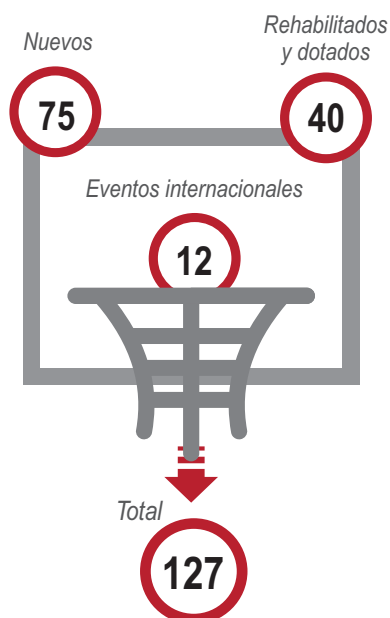 Nuevos
75
Rehabilitados
y dotados
40
Eventos internacionales
12
Total
127